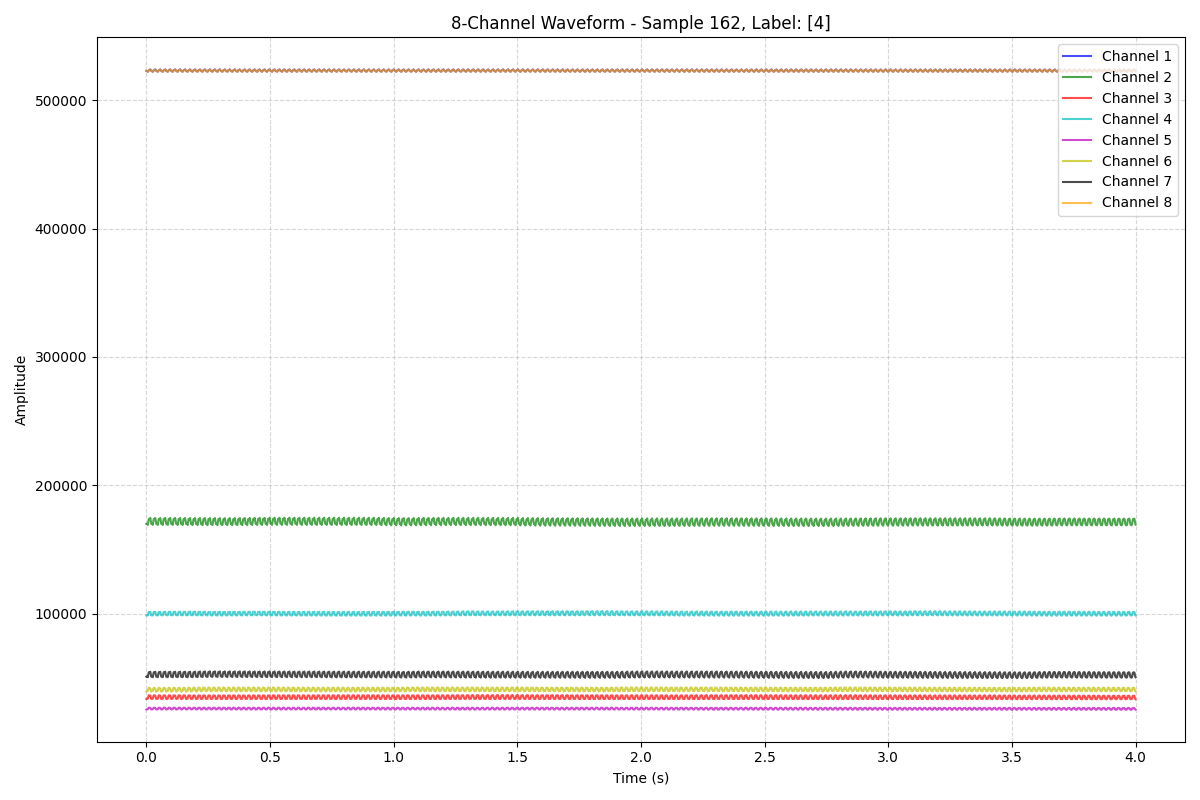 8-Channel Waveform - Sample 162, Label: [4]
Channel 1
Channel 2
Channel 3
Channel 4
Channel 5
Channel 6
Channel 7
Channel 8
500000
400000
300000
200000
100000
Amplitude
0.0 0.5 1.0 1.5 2.0 2.5 3.0 3.5 4.0
Time (s)